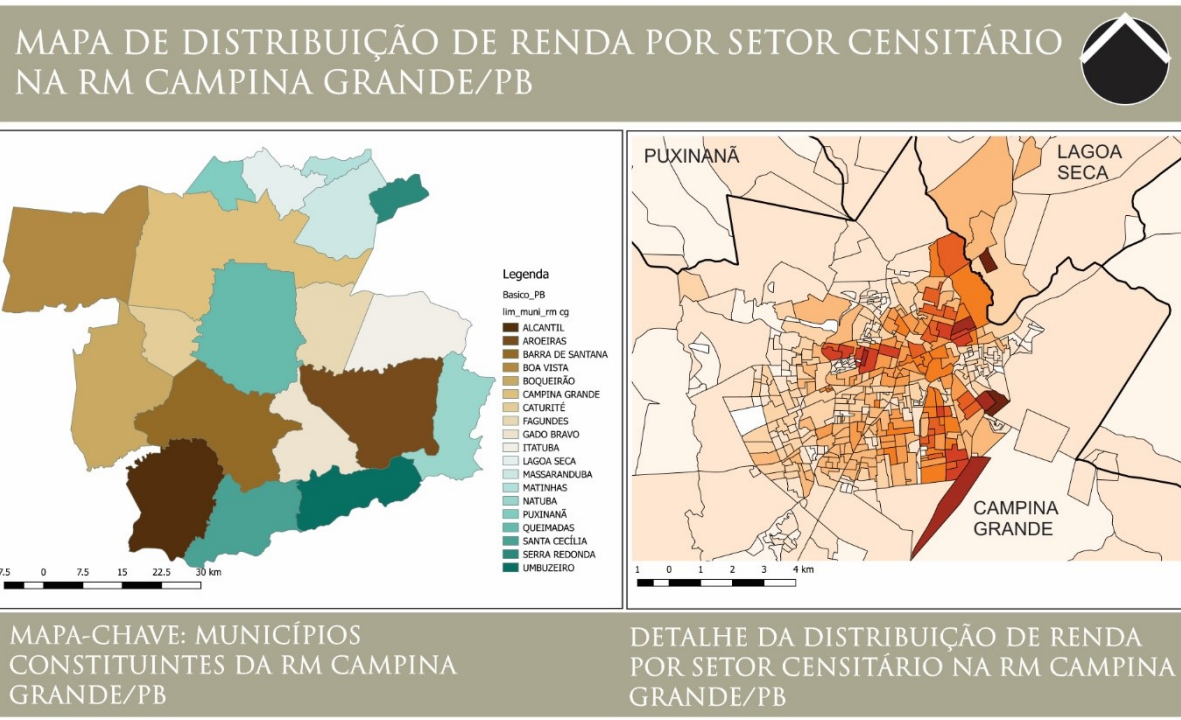 MAPA DE DISTRIBUIÇÃO DE RENDA POR SETOR CENSITÁRIO
NA RM CAMPINA GRANDE/PB
Legenda
Basico_PB
lim_muni_rm cg
ALCANTIL
AROEIRAS
BARRA DE SANTANA
BOA VISTA
BOQUEIRÃO
CAMPINA GRANDE
CATURITÉ
FAGUNDES
GADO BRAVO
ITATUBA
LAGOA SECA
MASSARANDUBA
MATINHAS
NATUBA
PUXINANÃ
QUEIMADAS
SANTA CECÍLIA
SERRA REDONDA
UMBUZEIRO
7.5 0 7.5 15 22.5 30 km
PUXINANÃ
LAGOA
SECA
CAMPINA
GRANDE
1 0 1 2 3 4 km
MAPA-CHAVE: MUNICÍPIOS
CONSTITUINTES DA RM CAMPINA
GRANDE/PB
DETALHE DA DISTRIBUIÇÃO DE RENDA
POR SETOR CENSITÁRIO NA RM CAMPINA
GRANDE/PB